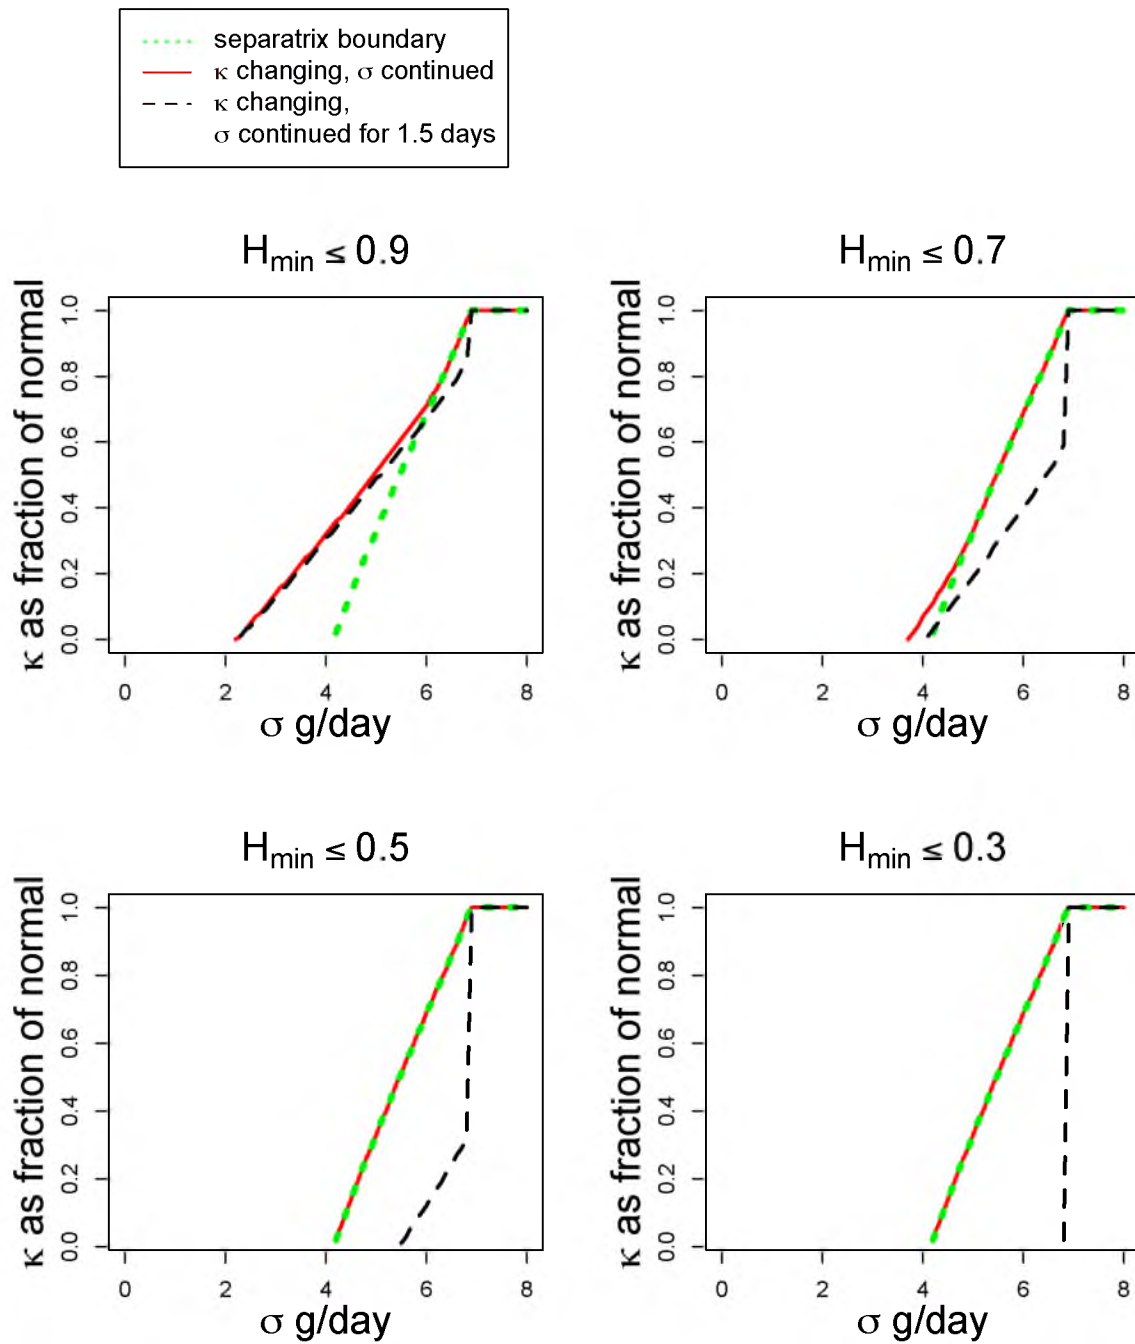 separatrix boundary
κ changing, σ continued
κ changing,
σ continued for 1.5 days
H_min ≤ 0.9
κ as fraction of normal
0.0 0.2 0.4 0.6 0.8 1.0
0 2 4 6 8
σ g/day
H_min ≤ 0.7
κ as fraction of normal
0.0 0.2 0.4 0.6 0.8 1.0
0 2 4 6 8
σ g/day
H_min ≤ 0.5
κ as fraction of normal
0.0 0.2 0.4 0.6 0.8 1.0
0 2 4 6 8
σ g/day
H_min ≤ 0.3
κ as fraction of normal
0.0 0.2 0.4 0.6 0.8 1.0
0 2 4 6 8
σ g/day